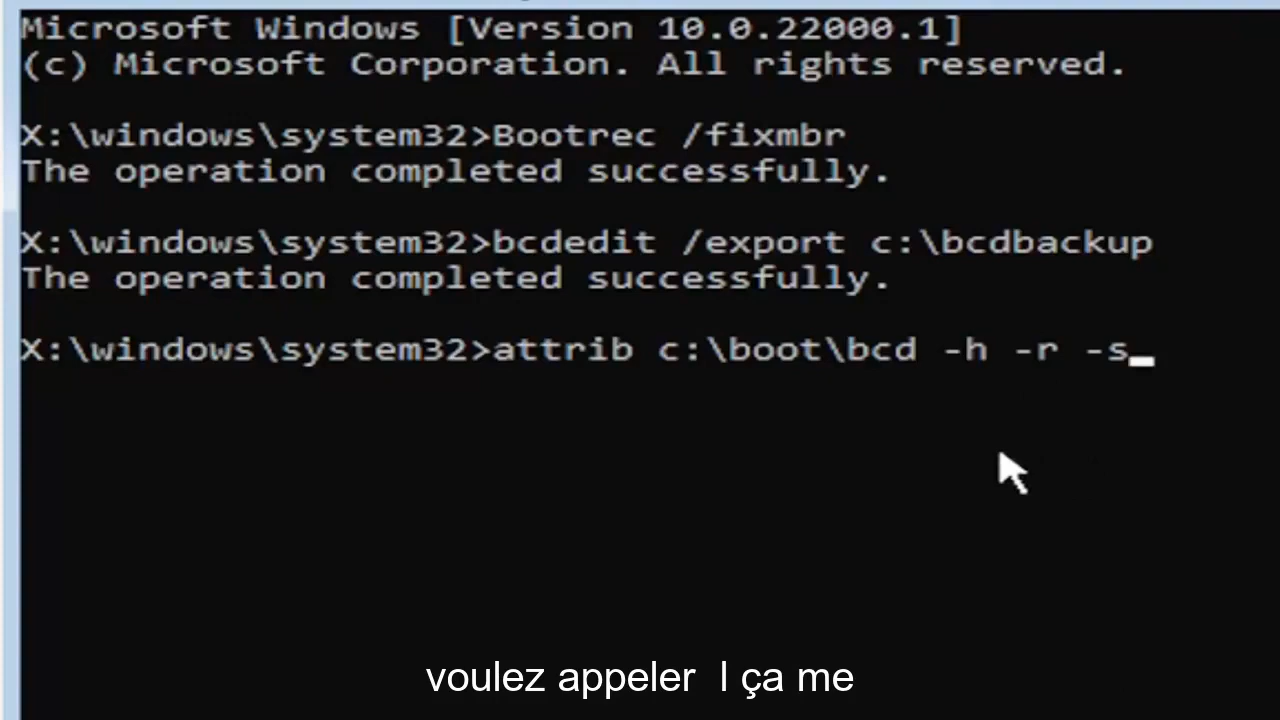 Microsoft Windows [Version 10.0.22000.1]
(c) Microsoft Corporation. All rights reserved.
X:\windows\system32>Bootrec /fixmbr
The operation completed successfully.
X:\windows\system32>bcdedit /export c:\bcdbackup
The operation completed successfully.
X:\windows\system32>attrib c:\boot\bcd -h -r -s
voulez appeler l ça me